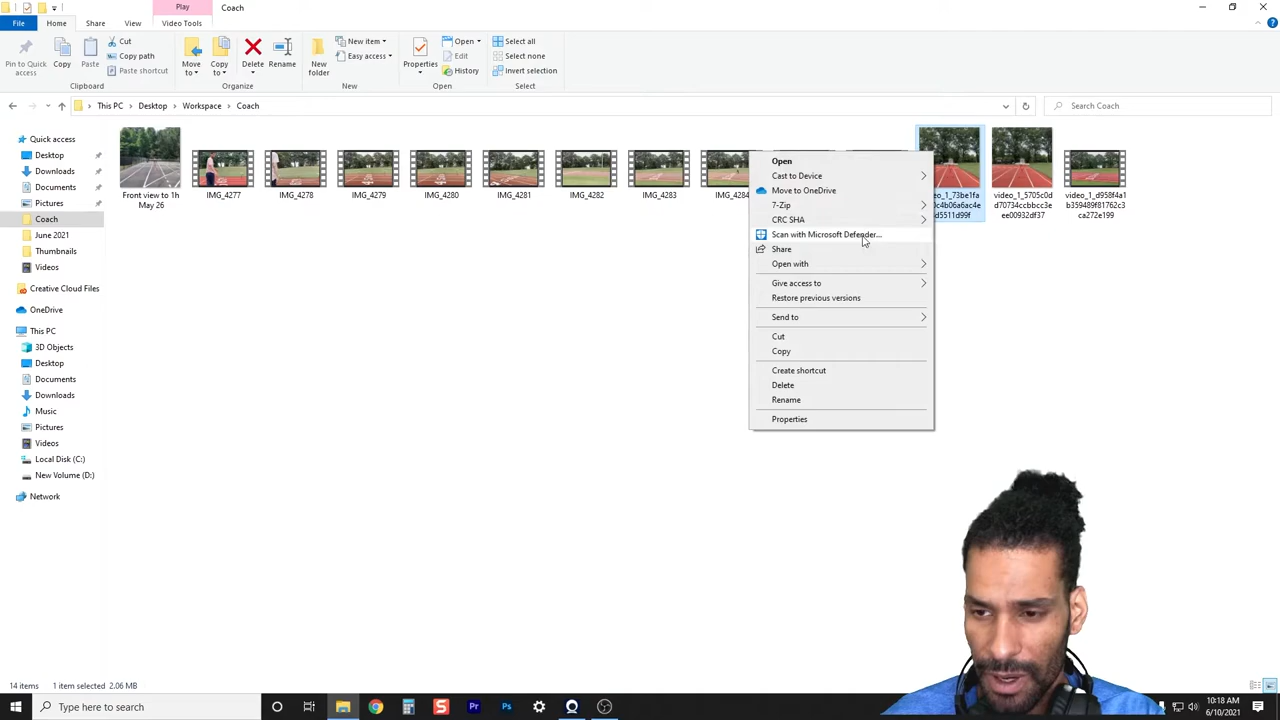 Play
Coach
File
Home
Share
View
Video Tools
Pin to Quick
access
Copy
Paste
Cut
Copy path
Paste shortcut
Clipboard
Move
to
Copy
to
Delete
Rename
Organize
New
folder
New item
Easy access
New
Properties
Open
Edit
History
Open
Select all
Select none
Invert selection
Select
This PC
Desktop
Workspace
Coach
Search Coach
Quick access
Desktop
Downloads
Documents
Pictures
Coach
June 2021
Thumbnails
Videos
Creative Cloud Files
OneDrive
This PC
3D Objects
Desktop
Documents
Downloads
Music
Pictures
Videos
Local Disk (C:)
New Volume (D:)
Network
Front view to 1h
May 26
IMG_4277
IMG_4278
IMG_4279
IMG_4280
IMG_4281
IMG_4282
IMG_4283
IMG_4284
eo_1_73be1fa
0c4b06a6ac4e
d5511d99f
video_1_5705c0d
d70734ccbbcc3e
ee00932df37
video_1_d958f4a1
b359489f81762c3
ca272e199
Open
Cast to Device
Move to OneDrive
7-Zip
CRC SHA
Scan with Microsoft Defender...
Share
Open with
Give access to
Restore previous versions
Send to
Cut
Copy
Create shortcut
Delete
Rename
Properties
14 items
1 item selected 2.06 MB
Type here to search
S
Pr
Ps
10:18 AM
6/10/2021